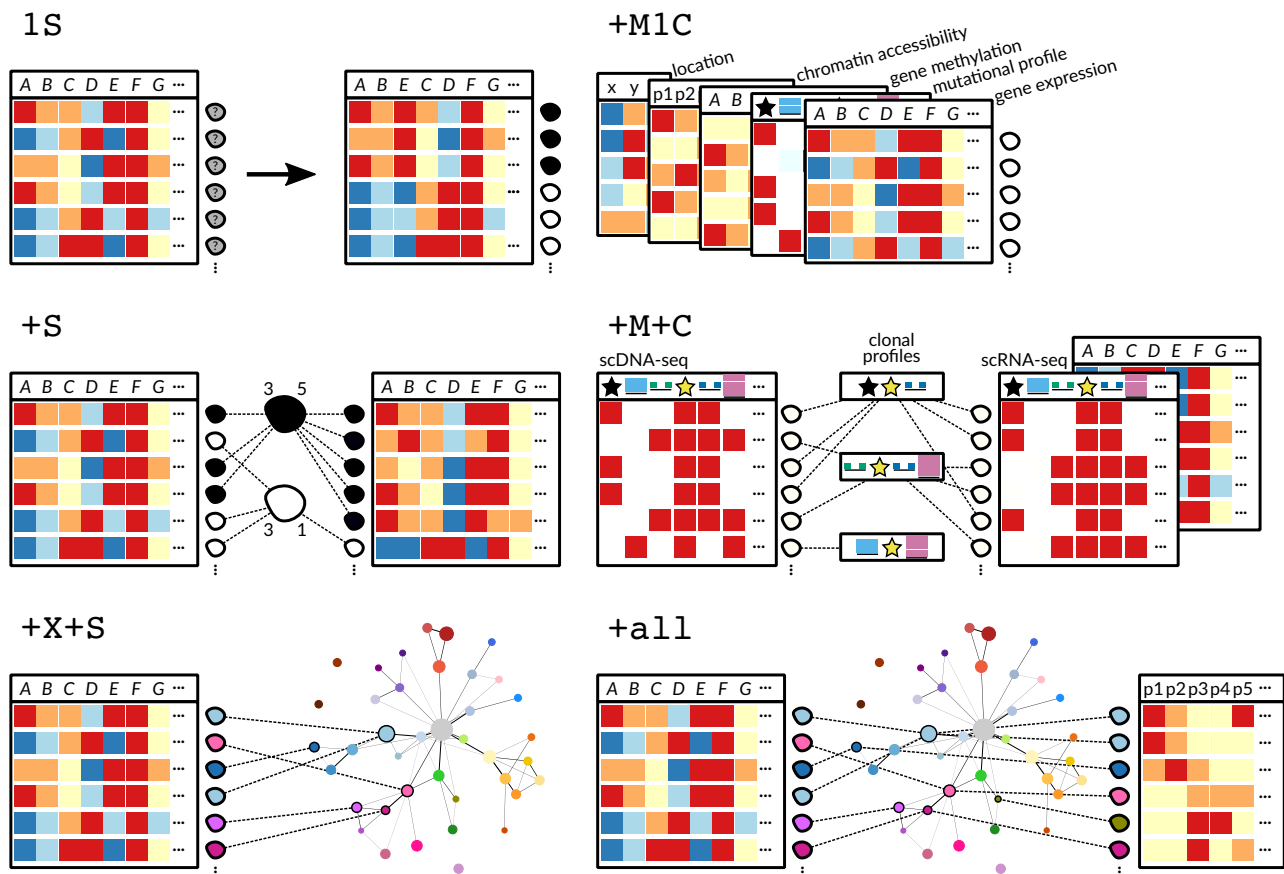 1S
A B C D E F G ...
? ? ? ? ? ?
A B E C D F G ...
+M1C
location
chromatin accessibility
gene methylation
mutational profile
gene expression
x y
p1 p2
A B
A B C D E F G ...
+S
A B C D E F G ...
3 5
3 1
A B C D E F G ...
+M+C
scDNA-seq
clonal
profiles
scRNA-seq
A B C D E F G ...
+X+S
A B C D E F G ...
+all
A B C D E F G ...
p1 p2 p3 p4 p5 ...